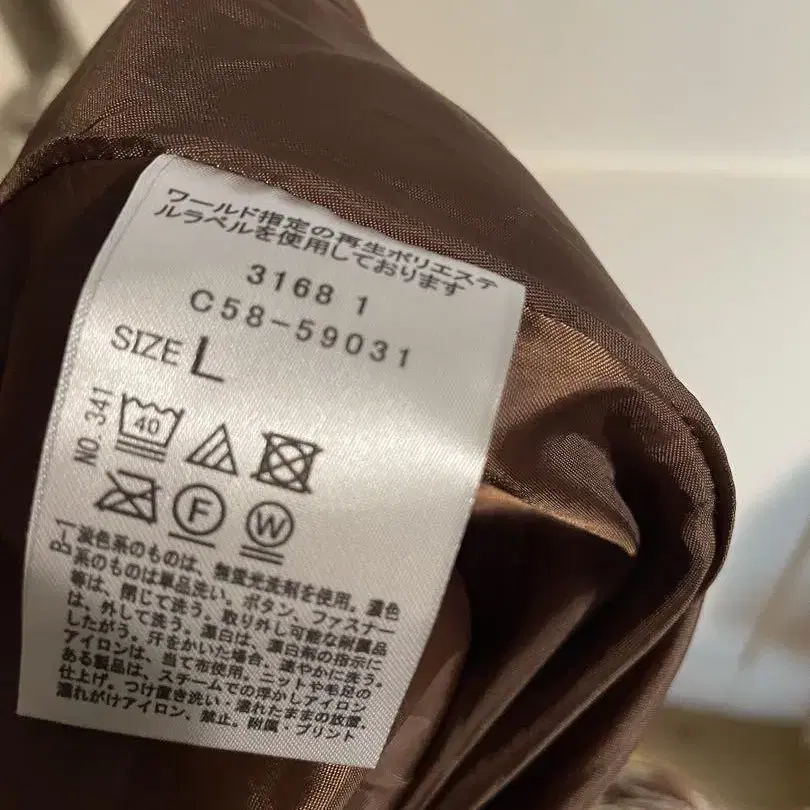 ワールド指定の再生ポリエステ
ルラベルを使用しております
3168 1
C58-59031
SIZE L
NO. 341
40
F
W
B-1
淡色系のものは、無蛍光洗剤を使用。濃色
系のものは単品洗い。ボタン、ファスナー
等は、閉じて洗う。取り外し可能な附属品
は、外して洗う。漂白は、漂白剤の指示に
したがう。汗をかいた場合、速やかに洗う。
アイロンは、当て布使用。ニットや毛足の
ある製品は、スチームでの浮かしアイロン
仕上げ。つけ置き洗い・濡れたままの放置・
濡れがけアイロン、禁止。附属・プリント